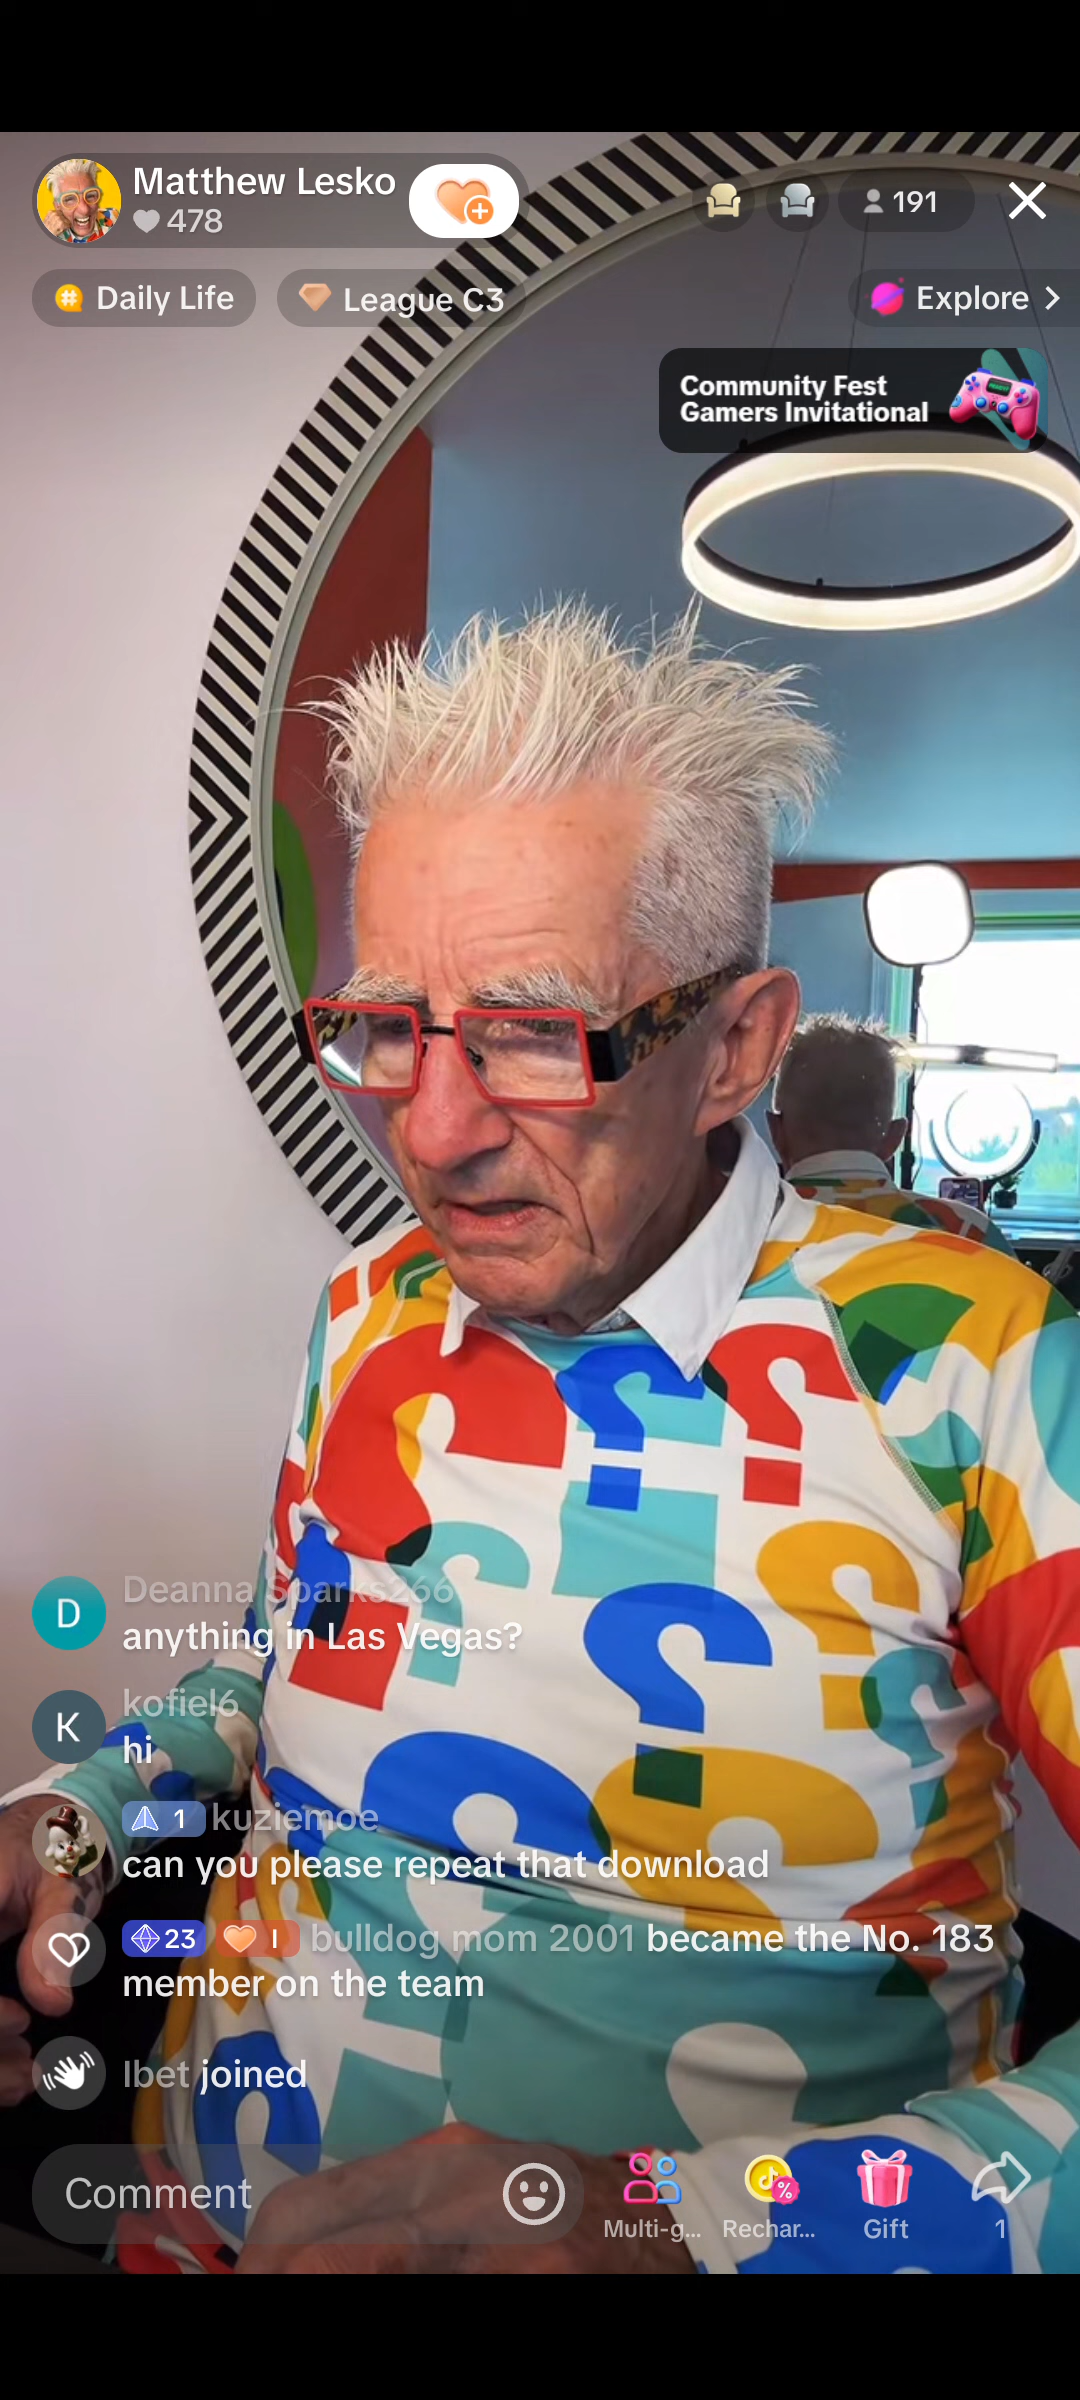 Matthew Lesko
478
191
Daily Life
League C3
Explore
Community Fest
Gamers Invitational
Deanna Sparks266
anything in Las Vegas?
kofiel6
hi
1 kuziemoe
can you please repeat that download
23 I bulldog mom 2001 became the No. 183
member on the team
lbet joined
Comment
Multi-g...
Rechar...
Gift
1